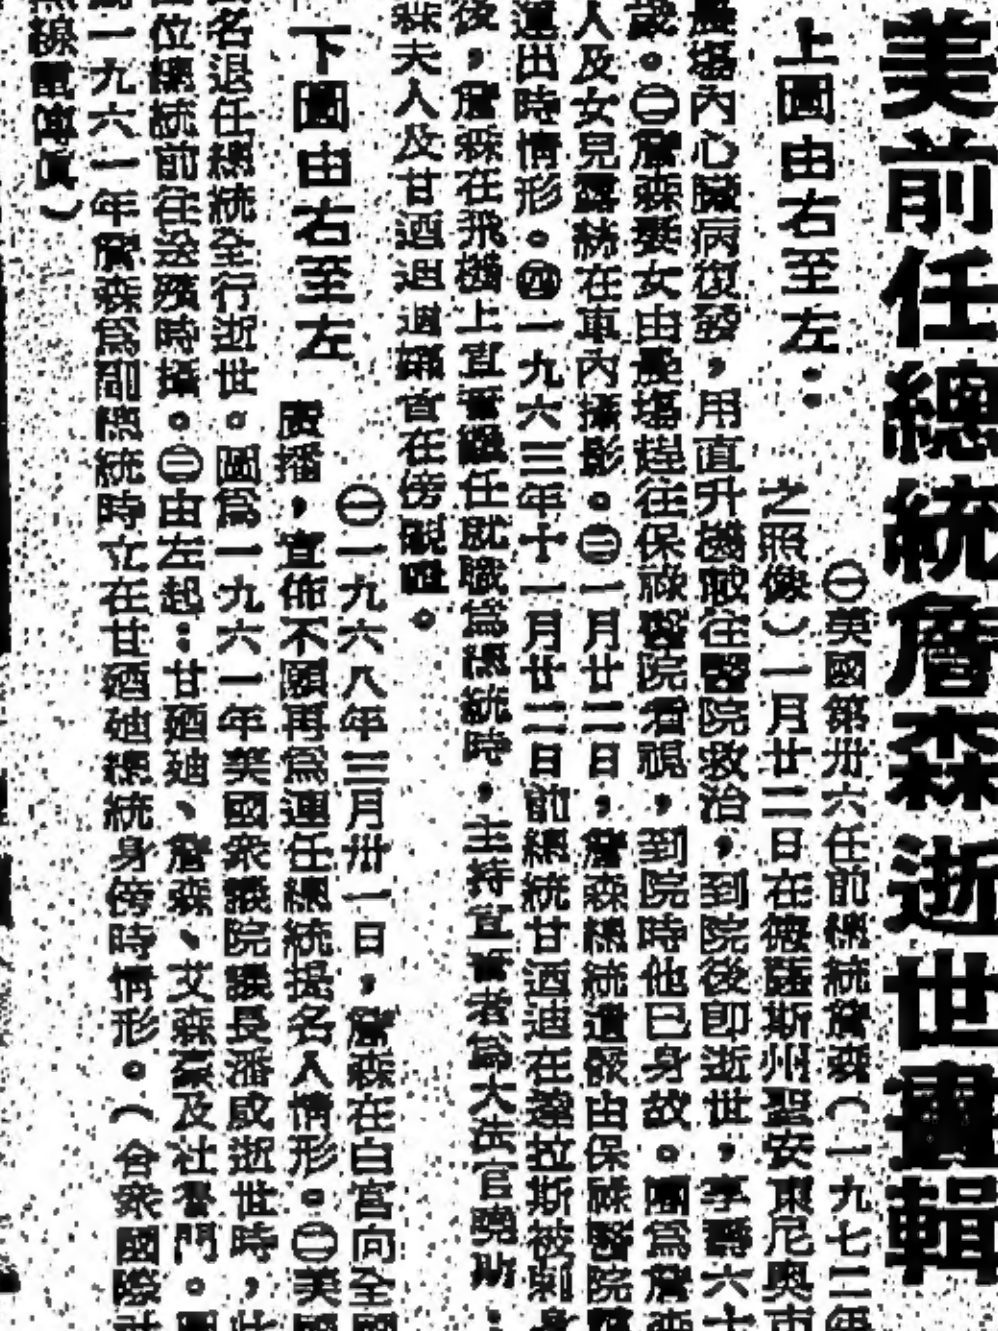 美前任總統詹森逝世畫輯
上圖由右至左：
㊀美國第卅六任前總統詹森（一九七二年
之照像）一月廿二日在德薩斯州聖安東尼奧市
農場內心臟病復發，用直升機載往醫院救治，到院後即逝世，享壽六十
歲。㊁詹森娶女由農場趕往保祿醫院看視，到院時他已身故。圖為詹森
人及女兒露絲在車內攝影。㊂一月廿二日，詹森總統遺骸由保祿醫院
運出時情形。㊃一九六三年十一月廿二日前總統甘迺迪在達拉斯被刺身
後，詹森在飛機上宣誓繼任就職為總統時，主持宣誓者為大法官曉斯；
森夫人及甘迺迪遺孀皆在傍觀睹。
下圖由右至左
㊀一九六八年三月卅一日，詹森在白宮向全國
廣播，宣佈不願再為連任總統提名人情形。㊁美國
名退任總統全行逝世。圖為一九六一年美國衆議院議長潘成逝世時，此
位總統前往送殯時攝。㊂由左起：甘迺迪、詹森、艾森豪及杜魯門。
一九六一年詹森為副總統時立在甘迺迪總統身傍時情形。（合衆國際社
無線電傳真）